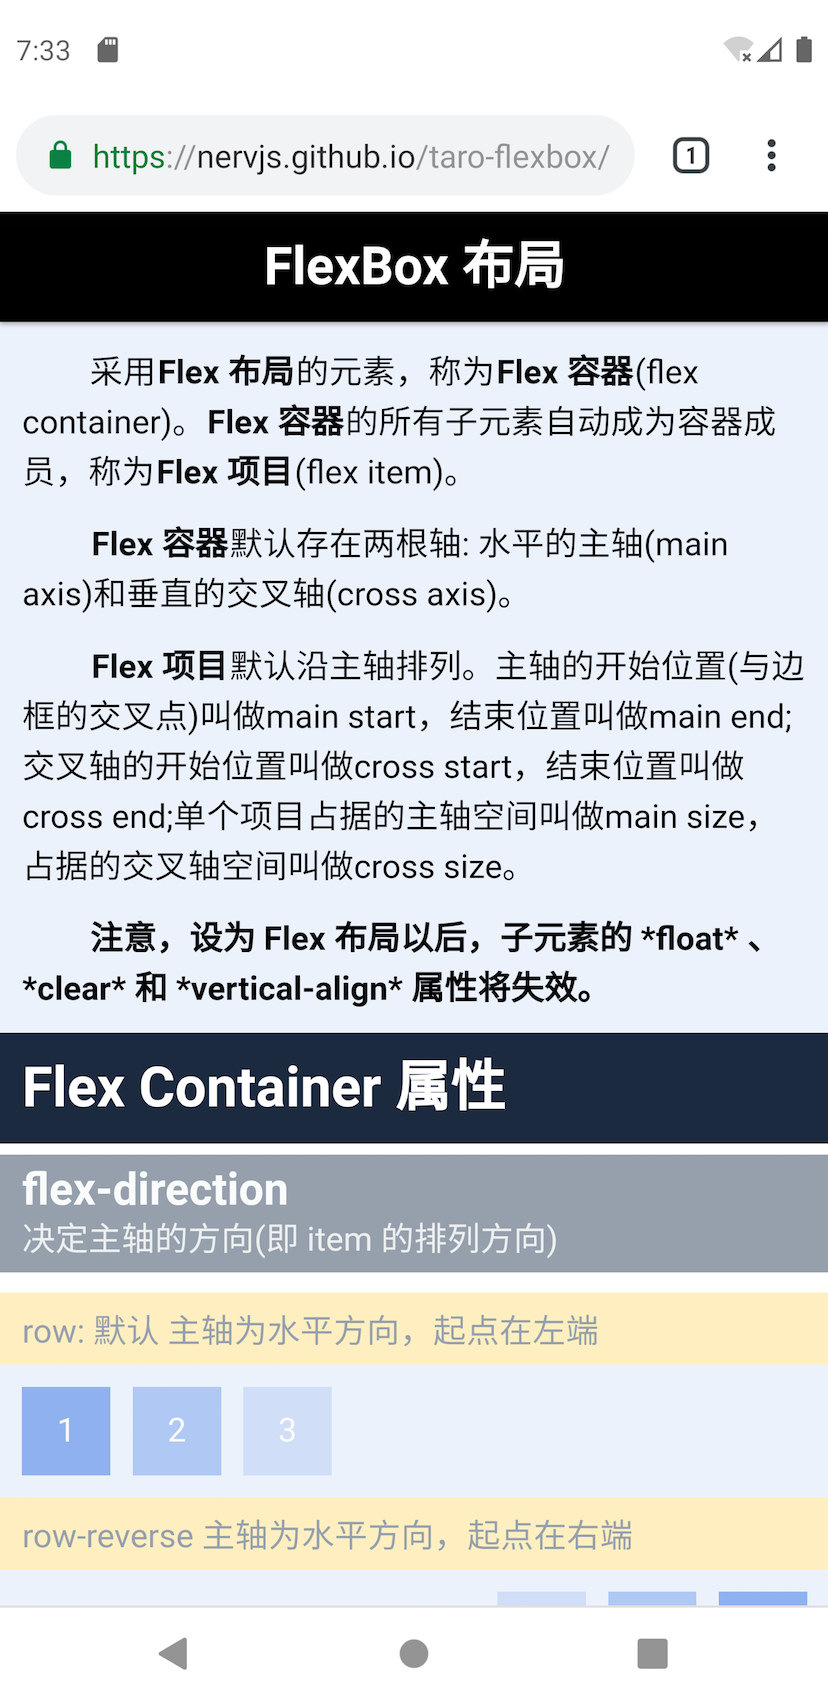 7:33
https://nervjs.github.io/taro-flexbox/
1
FlexBox 布局
采用Flex 布局的元素，称为Flex 容器(flex
container)。Flex 容器的所有子元素自动成为容器成
员，称为Flex 项目(flex item)。
Flex 容器默认存在两根轴: 水平的主轴(main
axis)和垂直的交叉轴(cross axis)。
Flex 项目默认沿主轴排列。主轴的开始位置(与边
框的交叉点)叫做main start，结束位置叫做main end;
交叉轴的开始位置叫做cross start，结束位置叫做
cross end;单个项目占据的主轴空间叫做main size，
占据的交叉轴空间叫做cross size。
注意，设为 Flex 布局以后，子元素的 *float* 、
*clear* 和 *vertical-align* 属性将失效。
Flex Container 属性
flex-direction
决定主轴的方向(即 item 的排列方向)
row: 默认 主轴为水平方向，起点在左端
1 2 3
row-reverse 主轴为水平方向，起点在右端